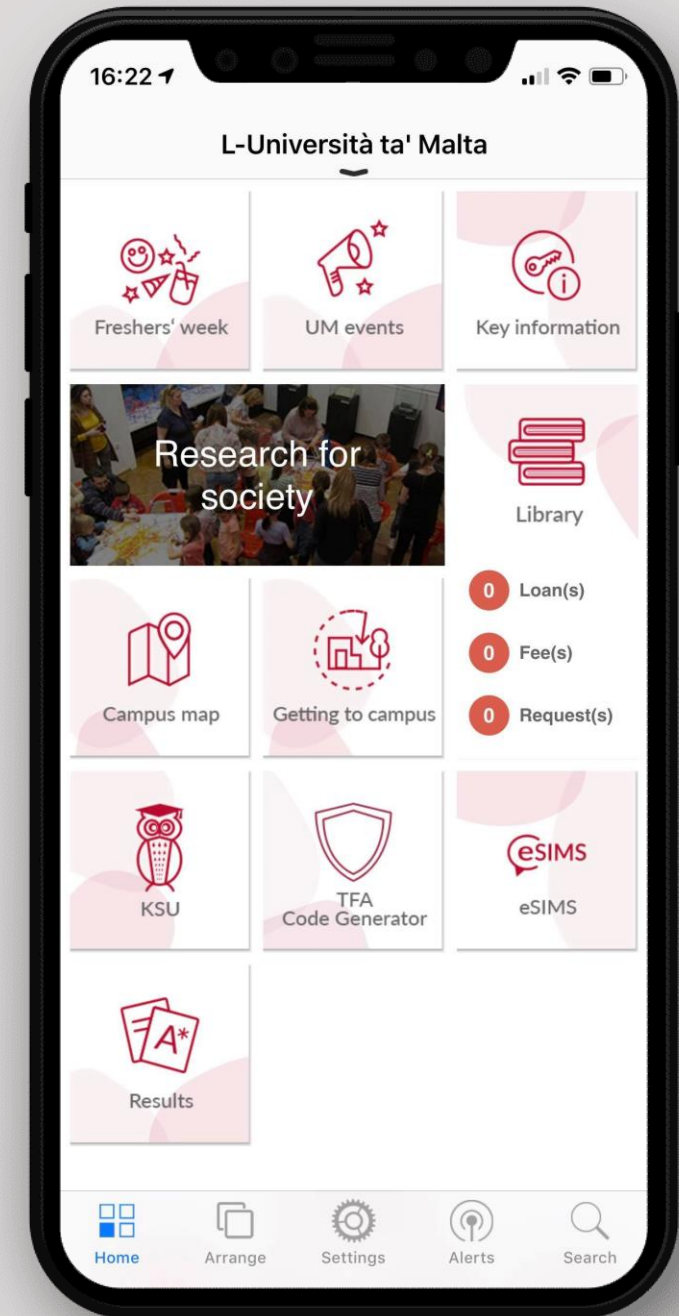 16:22
L-Università ta' Malta
Freshers' week
UM events
Key information
Research for
society
Library
0 Loan(s)
0 Fee(s)
0 Request(s)
Campus map
Getting to campus
KSU
TFA
Code Generator
eSIMS
eSIMS
A*
Results
Home
Arrange
Settings
Alerts
Search